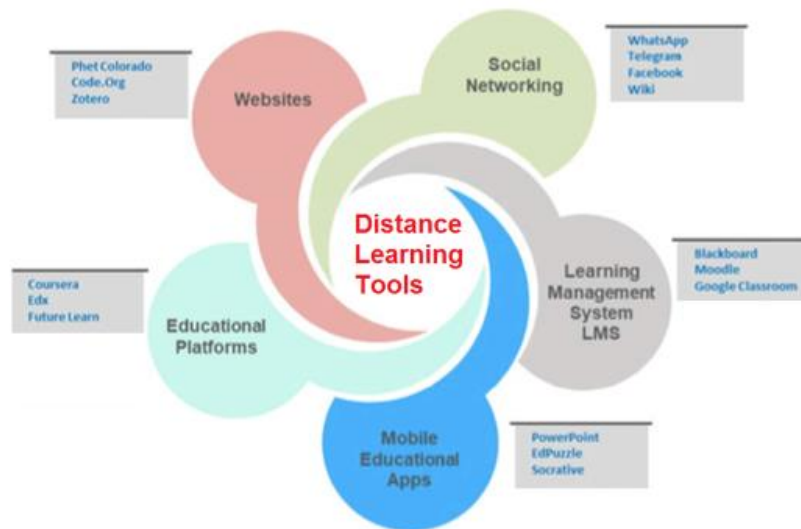 Phet Colorado
Code.Org
Zotero
Websites
Social
Networking
WhatsApp
Telegram
Facebook
Wiki
Distance
Learning
Tools
Learning
Management
System
LMS
Blackboard
Moodle
Google Classroom
Coursera
Edx
Future Learn
Educational
Platforms
Mobile
Educational
Apps
PowerPoint
EdPuzzle
Socrative